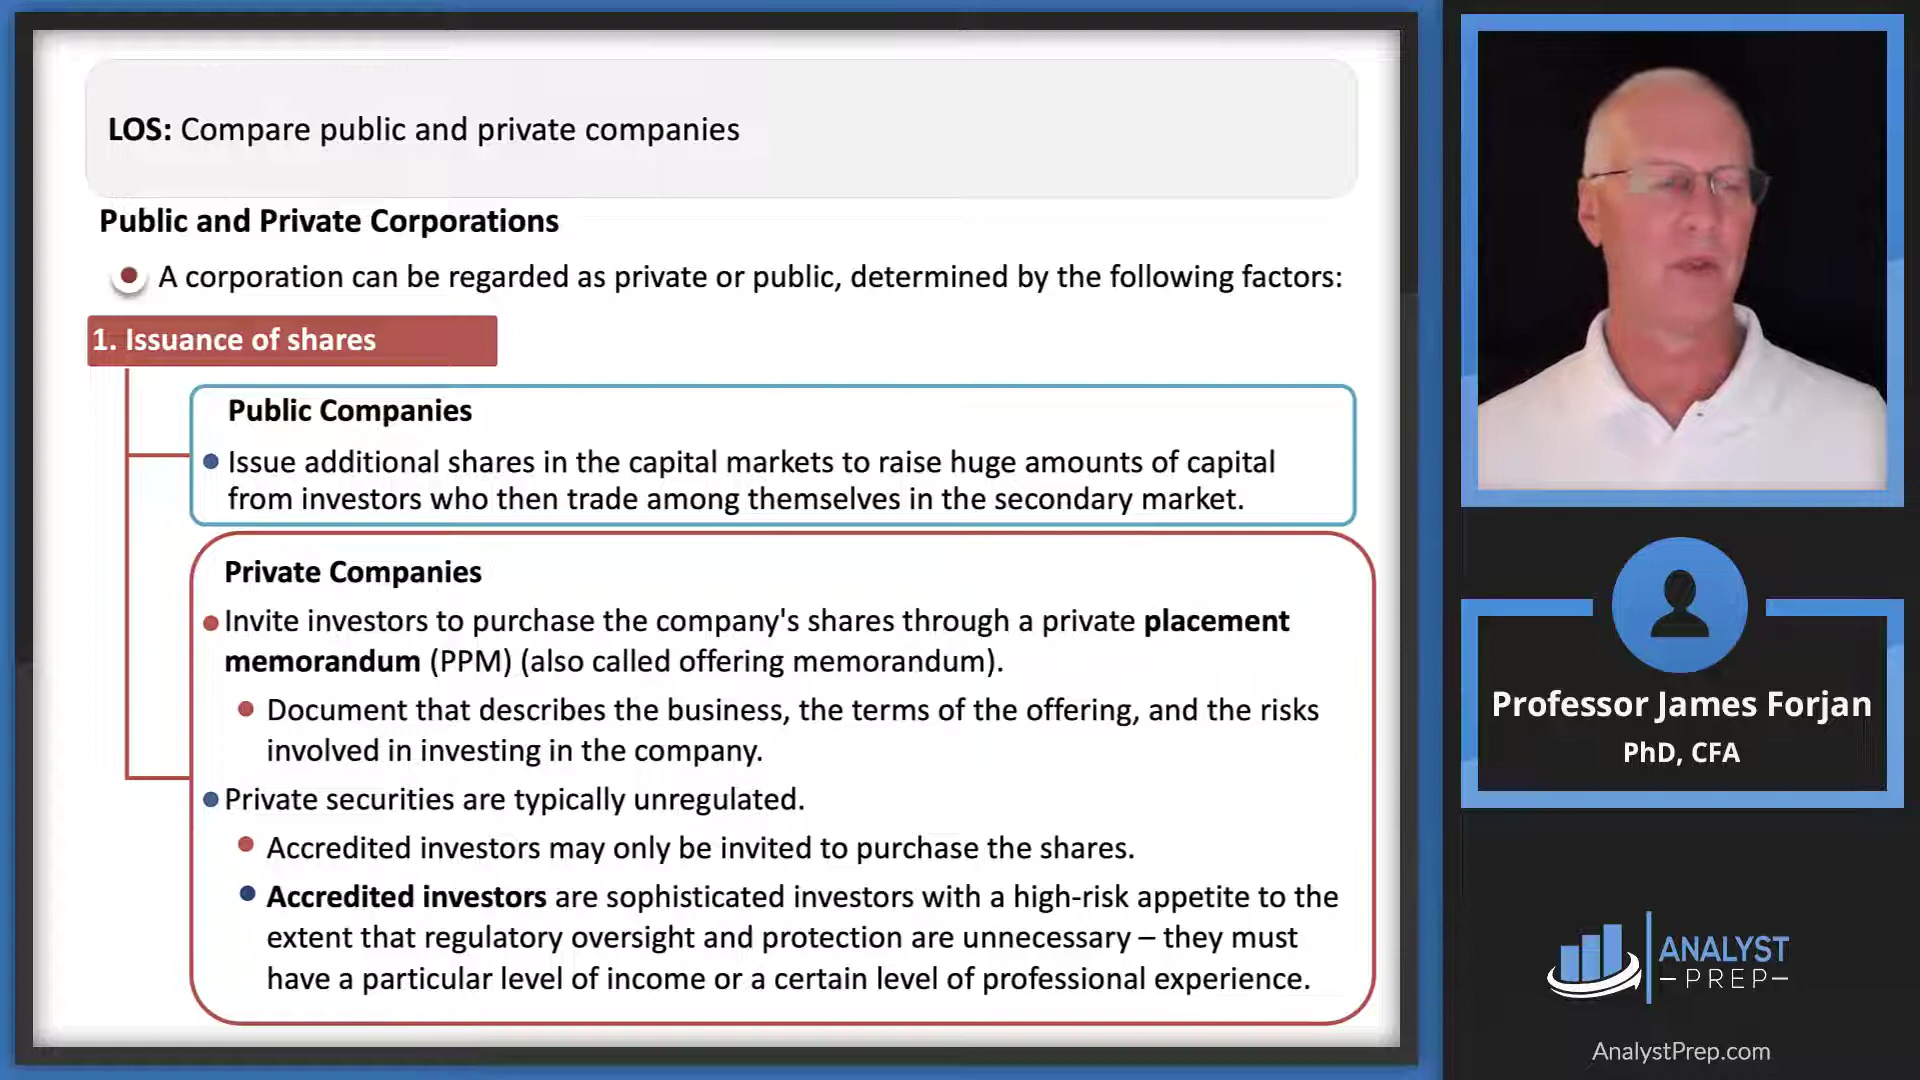 LOS: Compare public and private companies
Public and Private Corporations
A corporation can be regarded as private or public, determined by the following factors:
1. Issuance of shares
Public Companies
Issue additional shares in the capital markets to raise huge amounts of capital
from investors who then trade among themselves in the secondary market.
Private Companies
Invite investors to purchase the company's shares through a private placement
memorandum (PPM) (also called offering memorandum).
Document that describes the business, the terms of the offering, and the risks
involved in investing in the company.
Private securities are typically unregulated.
Accredited investors may only be invited to purchase the shares.
Accredited investors are sophisticated investors with a high-risk appetite to the
extent that regulatory oversight and protection are unnecessary – they must
have a particular level of income or a certain level of professional experience.
Professor James Forjan
PhD, CFA
ANALYST
PREP
AnalystPrep.com